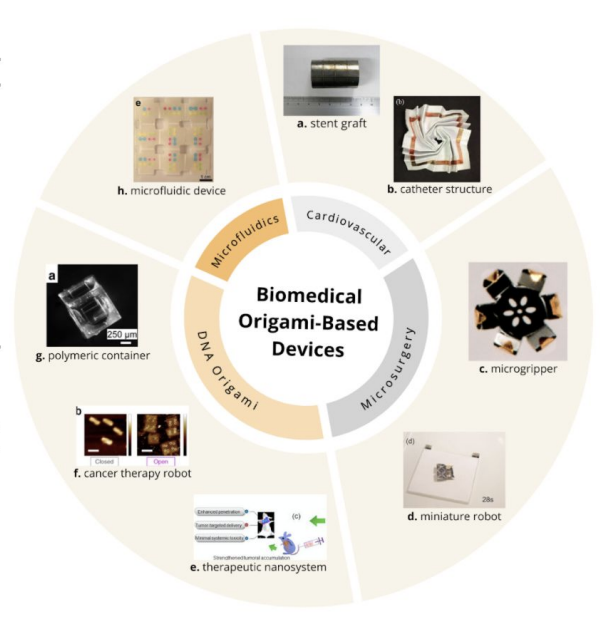 a. stent graft
(b)
b. catheter structure
c. microgripper
(d)
28s
d. miniature robot
Enhanced penetration
Tumor-targeted delivery
Minimal systemic toxicity
(c)
Strengthened tumoral accumulation
e. therapeutic nanosystem
b
Closed
Open
f. cancer therapy robot
a
250 μm
g. polymeric container
e
h. microfluidic device
Microfluidics
Cardiovascular
Microsurgery
DNA Origami
Biomedical
Origami-Based
Devices